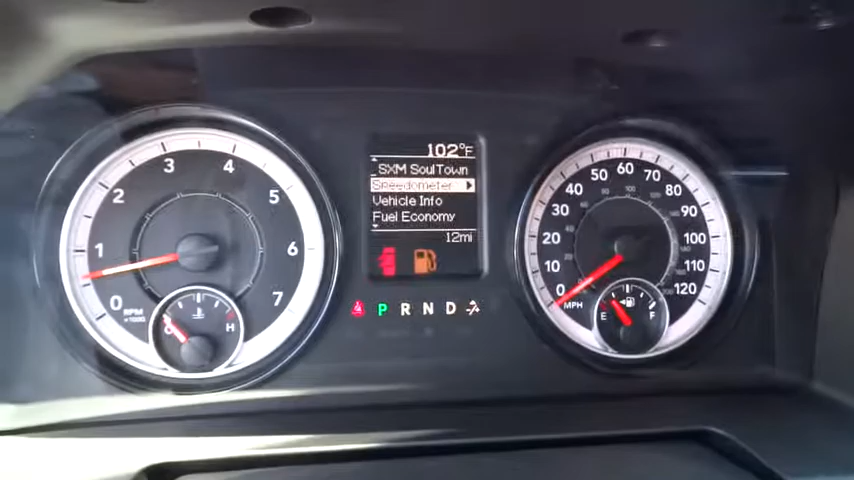 102°F
SXM SoulTown
Speedometer
Vehicle Info
Fuel Economy
12mi
P R N D
0 1 2 3 4 5 6 7
RPM
x1000
C H
0 10 20 30 40 50 60 70 80 90 100 110 120
MPH
E F